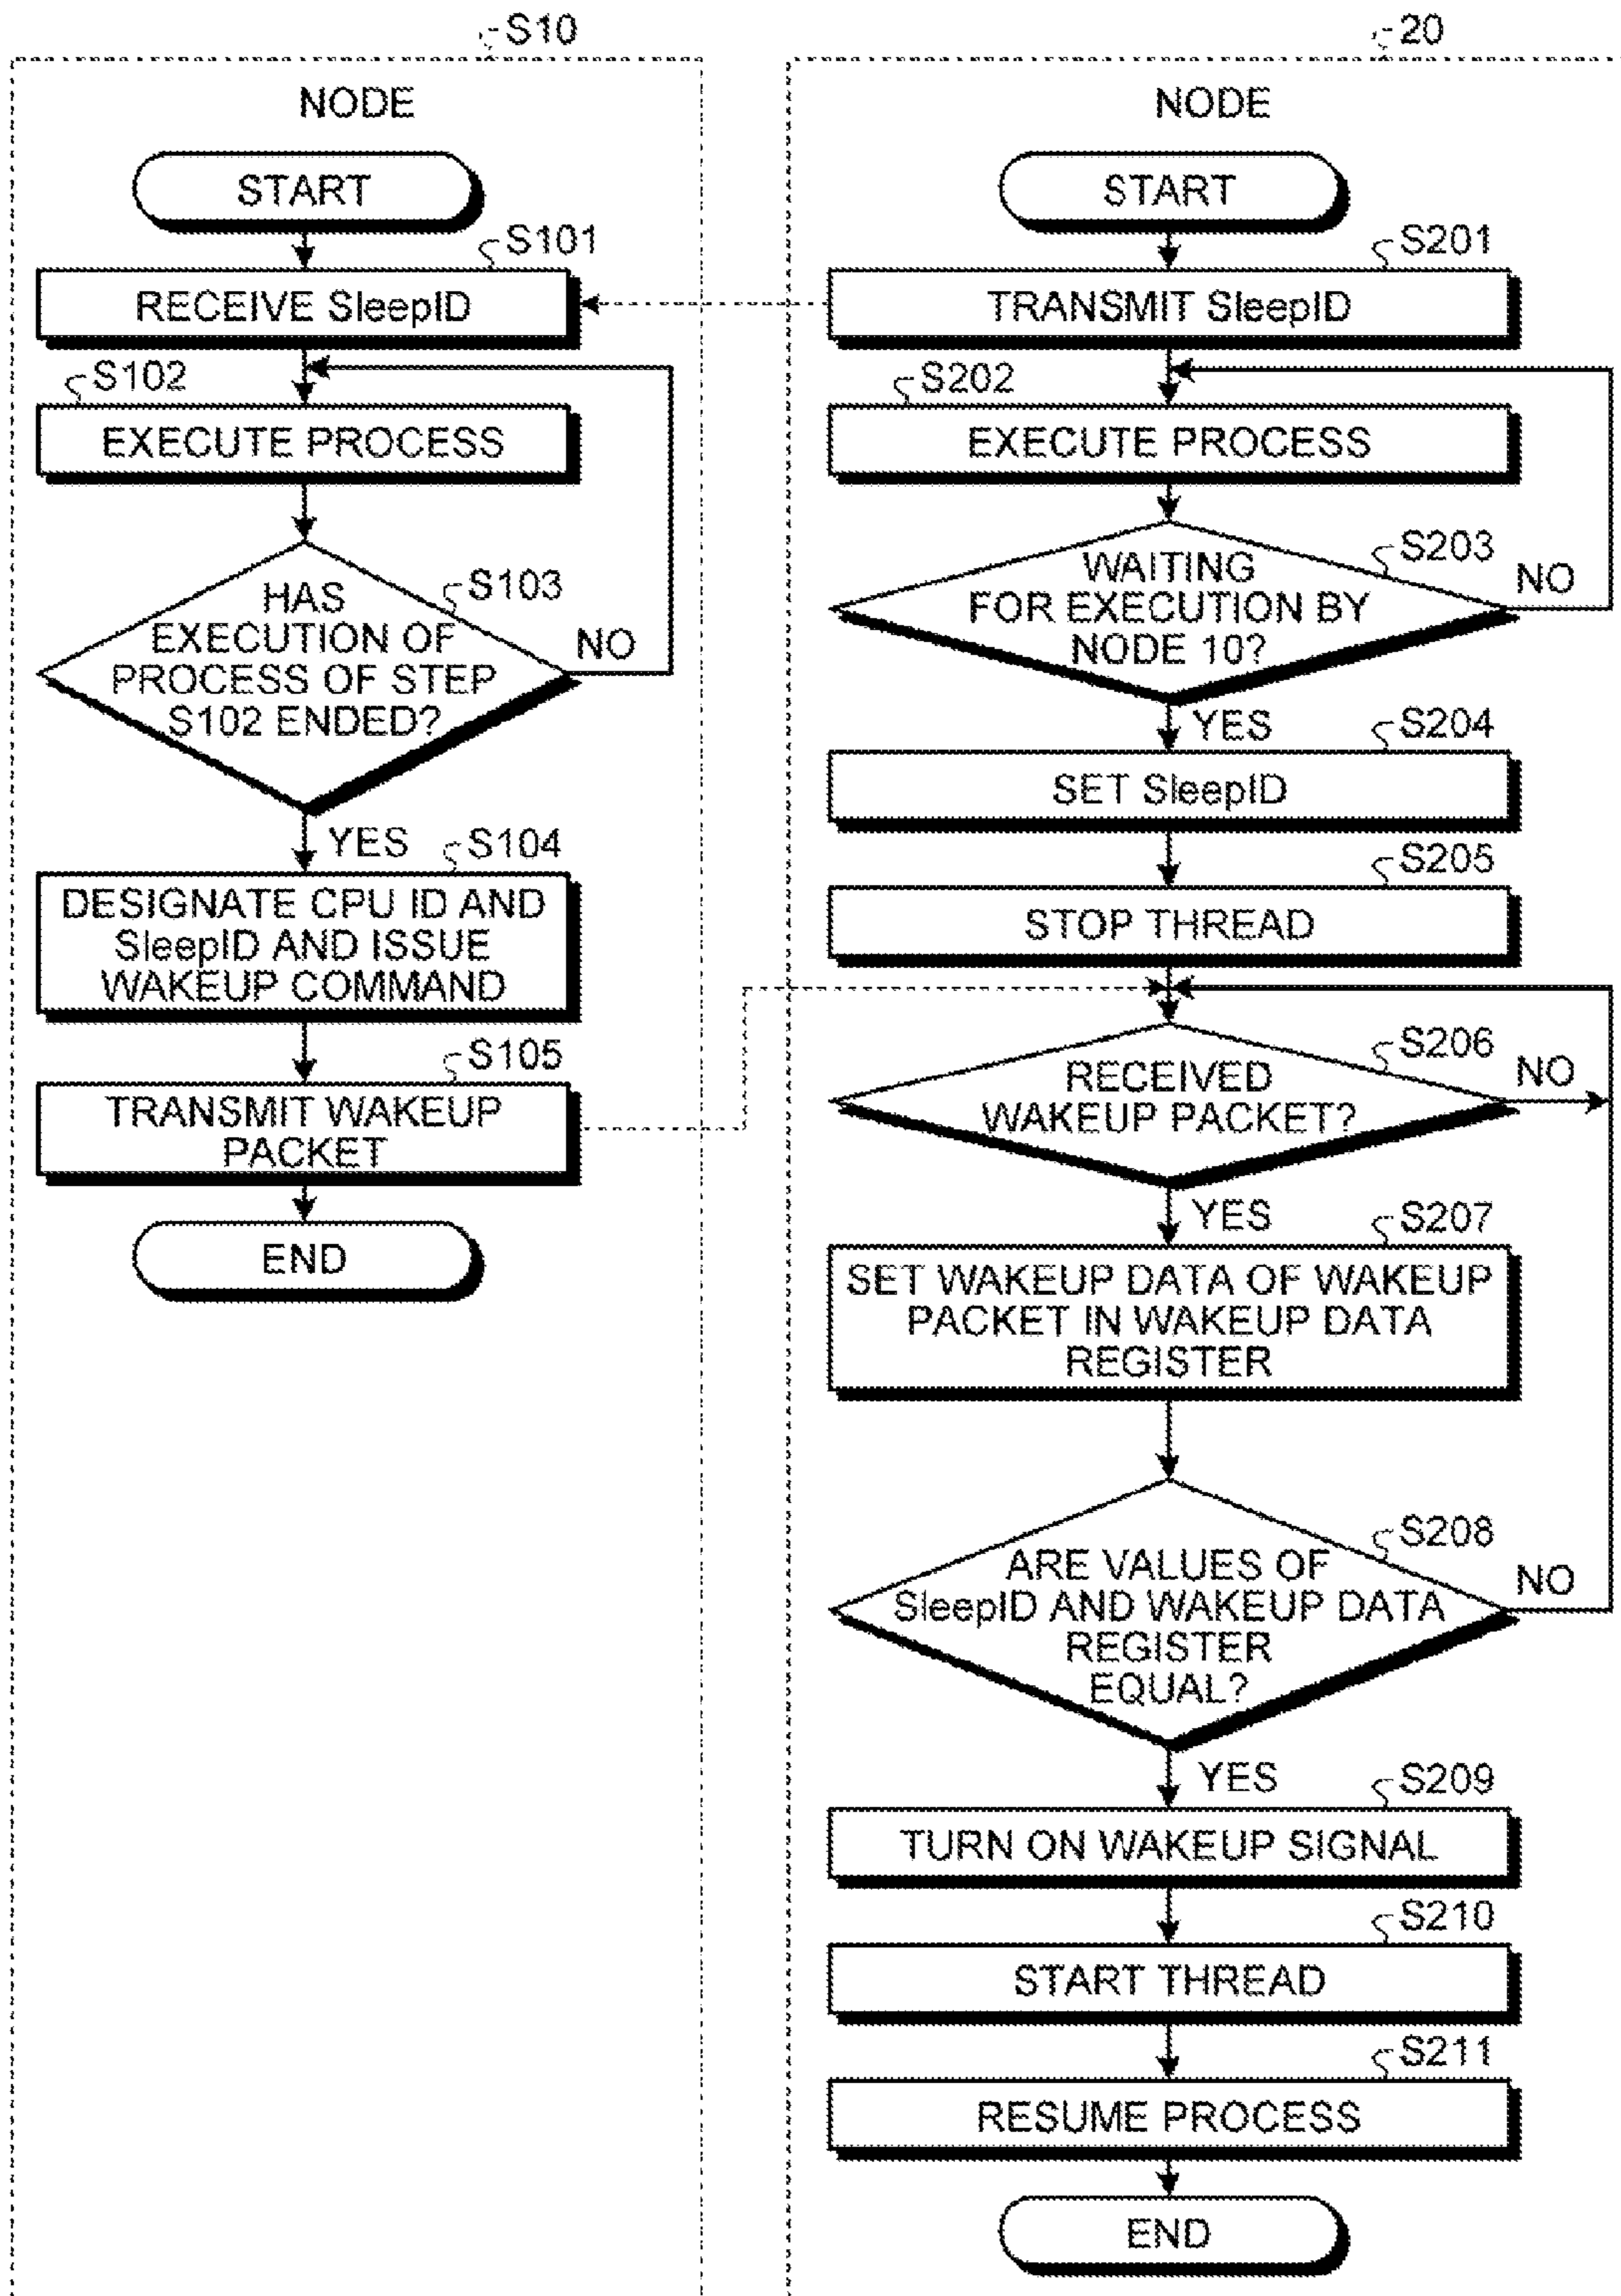 S10
NODE
START
S101
RECEIVE SleepID
S102
EXECUTE PROCESS
S103
HAS
EXECUTION OF
PROCESS OF STEP
S102 ENDED?
NO
YES
S104
DESIGNATE CPU ID AND
SleepID AND ISSUE
WAKEUP COMMAND
S105
TRANSMIT WAKEUP
PACKET
END
20
NODE
START
S201
TRANSMIT SleepID
S202
EXECUTE PROCESS
S203
WAITING
FOR EXECUTION BY
NODE 10?
NO
YES
S204
SET SleepID
S205
STOP THREAD
S206
RECEIVED
WAKEUP PACKET?
NO
YES
S207
SET WAKEUP DATA OF WAKEUP
PACKET IN WAKEUP DATA
REGISTER
S208
ARE VALUES OF
SleepID AND WAKEUP DATA
REGISTER
EQUAL?
NO
YES
S209
TURN ON WAKEUP SIGNAL
S210
START THREAD
S211
RESUME PROCESS
END